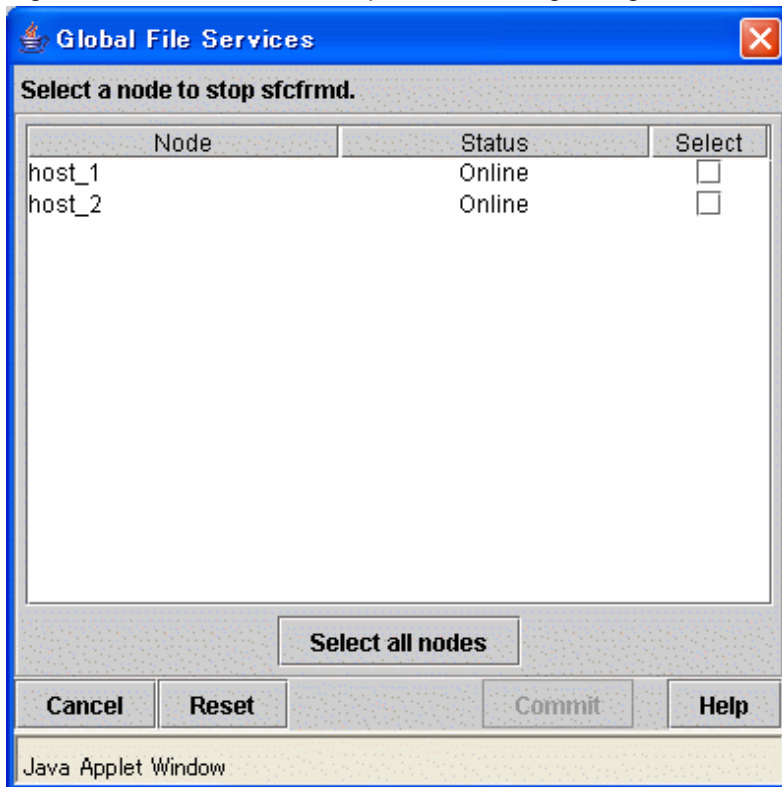 Global File Services
Select a node to stop sfcfrmd.
Node Status Select
host_1 Online
host_2 Online
Select all nodes
Cancel Reset Commit Help
Java Applet Window